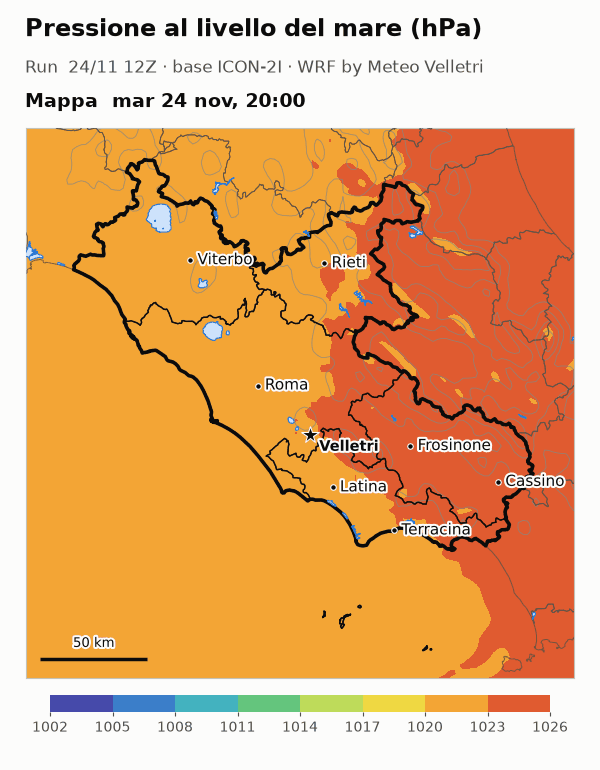 Pressione al livello del mare (hPa)
Run  24/11 12Z · base ICON-2I · WRF by Meteo Velletri
Mappa  mar 24 nov, 20:00
Viterbo
Rieti
Roma
Velletri
Frosinone
Latina
Cassino
Terracina
50 km
1002 1005 1008 1011 1014 1017 1020 1023 1026